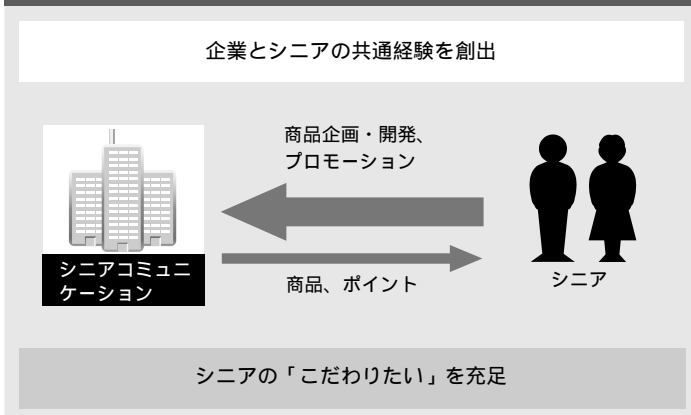 企業とシニアの共通経験を創出
商品企画・開発、
プロモーション
シニアコミュニ
ケーション
商品、ポイント
シニア
シニアの「こだわりたい」を充足